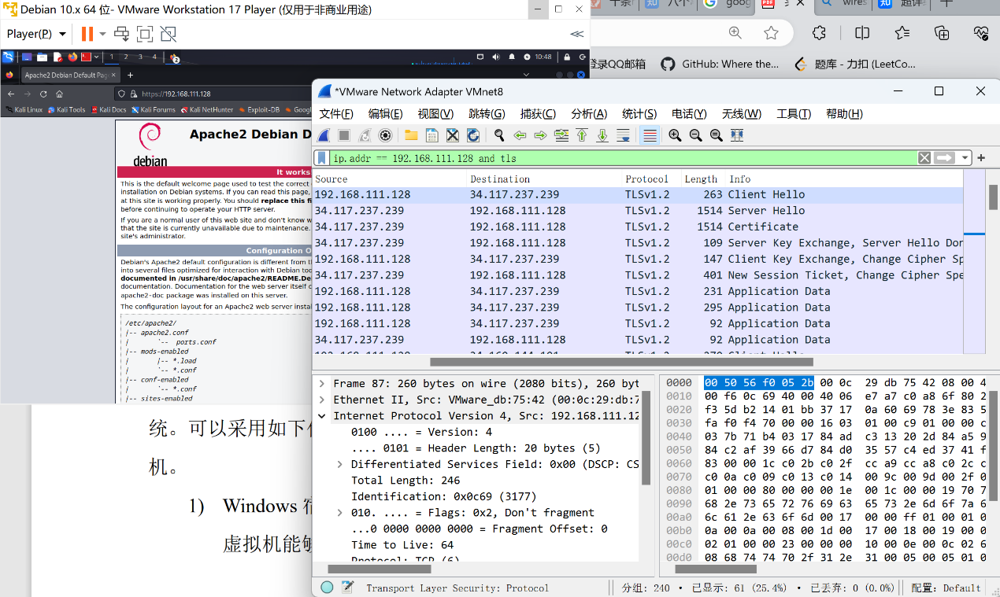 Debian 10.x 64 位- VMware Workstation 17 Player (仅用于非商业用途)
Player(P)
1 2 3 4
2
10:48
Apache2 Debian Default Page
https://192.168.111.128
Kali Linux Kali Tools Kali Docs Kali Forums Kali NetHunter Exploit-DB Googl
Apache2 Debian D
debian
It works
This is the default welcome page used to test the correct
installation on Debian systems. If you can read this page,
at this site is working properly. You should replace this fi
before continuing to operate your HTTP server.
If you are a normal user of this web site and don't know w
that the site is currently unavailable due to maintenance.
site's administrator.
Configuration O
Debian's Apache2 default configuration is different from th
into several files optimized for interaction with Debian too
documented in /usr/share/doc/apache2/README.De
documentation. Documentation for the web server itself c
apache2-doc package was installed on this server.
The configuration layout for an Apache2 web server instal
/etc/apache2/
|-- apache2.conf
| `-- ports.conf
|-- mods-enabled
| |-- *.load
| `-- *.conf
|-- conf-enabled
| `-- *.conf
|-- sites-enabled
统。可以采用如下
机。
1) Windows 宿
虚拟机能够
十条 知 八个 goog PDF wires 知 超详
登录QQ邮箱 GitHub: Where the... 题库 - 力扣 (LeetCo...
*VMware Network Adapter VMnet8
文件(F) 编辑(E) 视图(V) 跳转(G) 捕获(C) 分析(A) 统计(S) 电话(Y) 无线(W) 工具(T) 帮助(H)
ip.addr == 192.168.111.128 and tls
Source Destination Protocol Length Info
192.168.111.128 34.117.237.239 TLSv1.2 263 Client Hello
34.117.237.239 192.168.111.128 TLSv1.2 1514 Server Hello
34.117.237.239 192.168.111.128 TLSv1.2 1514 Certificate
34.117.237.239 192.168.111.128 TLSv1.2 109 Server Key Exchange, Server Hello Don
192.168.111.128 34.117.237.239 TLSv1.2 147 Client Key Exchange, Change Cipher Sp
34.117.237.239 192.168.111.128 TLSv1.2 401 New Session Ticket, Change Cipher Spe
192.168.111.128 34.117.237.239 TLSv1.2 231 Application Data
192.168.111.128 34.117.237.239 TLSv1.2 295 Application Data
192.168.111.128 34.117.237.239 TLSv1.2 92 Application Data
34.117.237.239 192.168.111.128 TLSv1.2 92 Application Data
Frame 87: 260 bytes on wire (2080 bits), 260 byt
Ethernet II, Src: VMware_db:75:42 (00:0c:29:db:7
Internet Protocol Version 4, Src: 192.168.111.12
0100 .... = Version: 4
.... 0101 = Header Length: 20 bytes (5)
Differentiated Services Field: 0x00 (DSCP: CS
Total Length: 246
Identification: 0x0c69 (3177)
010. .... = Flags: 0x2, Don't fragment
...0 0000 0000 0000 = Fragment Offset: 0
Time to Live: 64
Protocol: TCP (6)
0000 00 50 56 f0 05 2b 00 0c 29 db 75 42 08 00 4
0010 00 f6 0c 69 40 00 40 06 e7 a7 c0 a8 6f 80 2
0020 f3 5d b2 14 01 bb 37 17 0a 60 69 78 3e 83 5
0030 fa f0 f4 70 00 00 16 03 01 00 c9 01 00 00 c
0040 03 7b 71 b4 03 17 84 ad c3 13 20 2d 84 a5 9
0050 84 c2 af 39 66 d7 84 d0 35 57 c4 ed 37 41 f
0060 83 00 00 1c c0 2b c0 2f cc a9 cc a8 c0 2c c
0070 c0 0a c0 09 c0 13 c0 14 00 9c 00 9d 00 2f 0
0080 01 00 00 80 00 00 00 1e 00 1c 00 00 19 70 7
0090 68 2e 73 65 72 76 69 63 65 73 2e 6d 6f 7a 6
00a0 6c 61 2e 63 6f 6d 00 17 00 00 ff 01 00 01 0
00b0 0a 00 0a 00 08 00 1d 00 17 00 18 00 19 00 0
00c0 02 01 00 00 23 00 00 00 10 00 0e 00 0c 02 6
00d0 08 68 74 74 70 2f 31 2e 31 00 05 00 05 01 0
Transport Layer Security: Protocol
分组: 240 • 已显示: 61 (25.4%) • 已丢弃: 0 (0.0%)
配置: Default